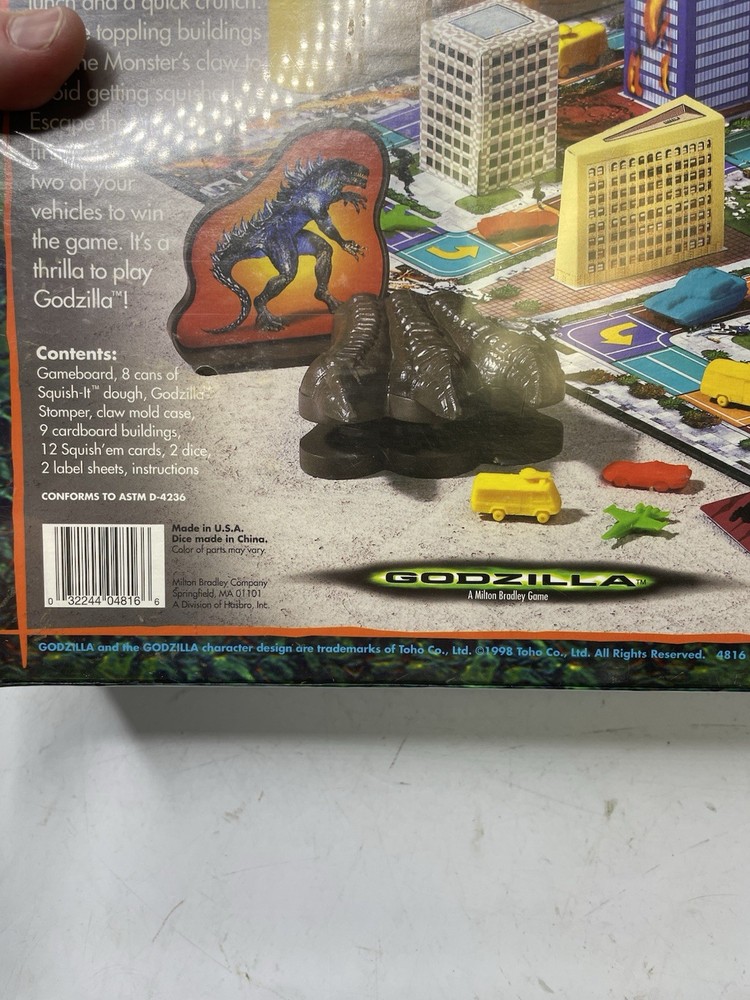 lunch and a quick crunch.
toppling buildings
Monster's claw to
getting squished
Escape the
two of your
vehicles to win
the game. It's a
thrilla to play
Godzilla™!
Contents:
Gameboard, 8 cans of
Squish-It™ dough, Godzilla™
Stomper, claw mold case,
9 cardboard buildings,
12 Squish'em cards, 2 dice,
2 label sheets, instructions
CONFORMS TO ASTM D-4236
0 32244 04816 6
Made in U.S.A.
Dice made in China.
Color of parts may vary.
Milton Bradley Company
Springfield, MA 01101
A Division of Hasbro, Inc.
GODZILLA™
A Milton Bradley Game
GODZILLA and the GODZILLA character design are trademarks of Toho Co., Ltd. ©1998 Toho Co., Ltd. All Rights Reserved. 4816